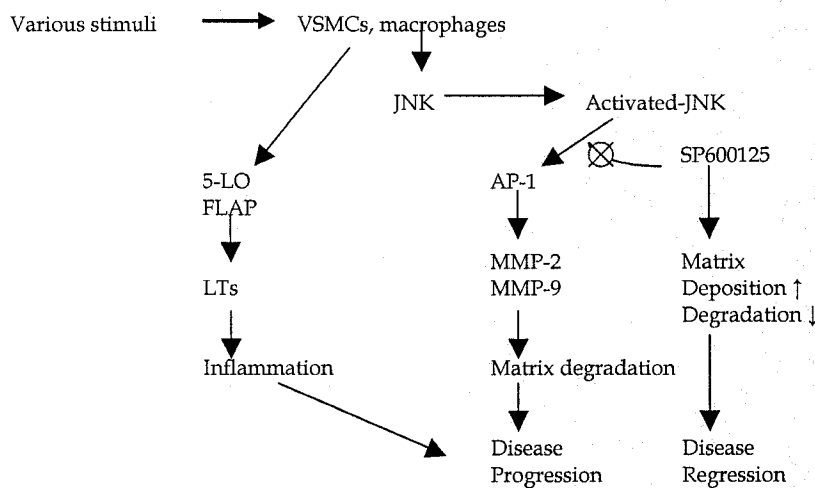 Various stimuli
VSMCs, macrophages
JNK
Activated-JNK
SP600125
5-LO
FLAP
AP-1
MMP-2
MMP-9
Matrix
Deposition ↑
Degradation ↓
LTs
Inflammation
Matrix degradation
Disease
Progression
Disease
Regression